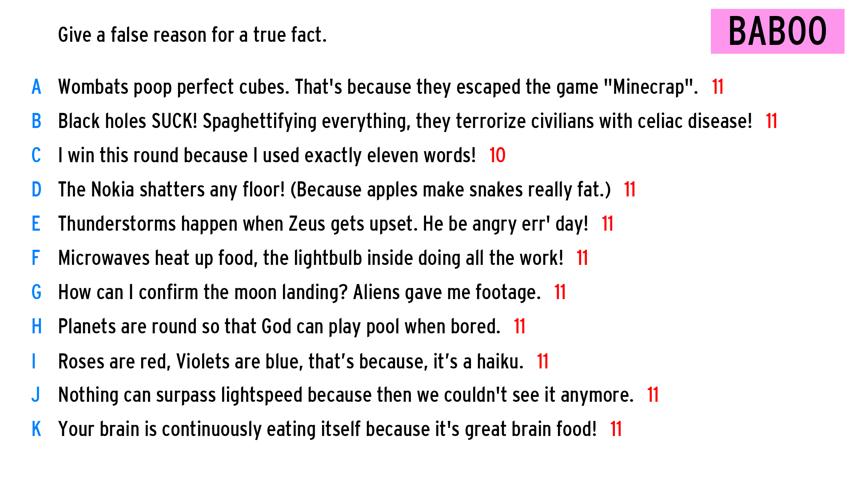 Give a false reason for a true fact.
BABOO
A Wombats poop perfect cubes. That's because they escaped the game "Minecrap". 11
B Black holes SUCK! Spaghettifying everything, they terrorize civilians with celiac disease! 11
C I win this round because I used exactly eleven words! 10
D The Nokia shatters any floor! (Because apples make snakes really fat.) 11
E Thunderstorms happen when Zeus gets upset. He be angry err' day! 11
F Microwaves heat up food, the lightbulb inside doing all the work! 11
G How can I confirm the moon landing? Aliens gave me footage. 11
H Planets are round so that God can play pool when bored. 11
I Roses are red, Violets are blue, that’s because, it’s a haiku. 11
J Nothing can surpass lightspeed because then we couldn't see it anymore. 11
K Your brain is continuously eating itself because it's great brain food! 11